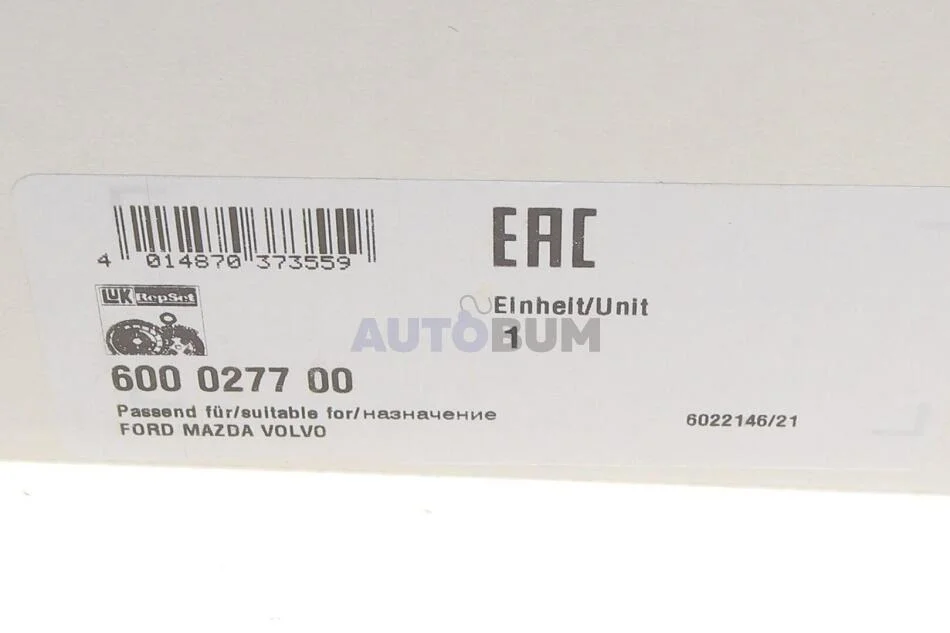 4 014870 373559
EAC
LUK RepSet
Einheit/Unit
1
AUTOBUM
600 0277 00
Passend für/suitable for/назначение
FORD MAZDA VOLVO
6022146/21